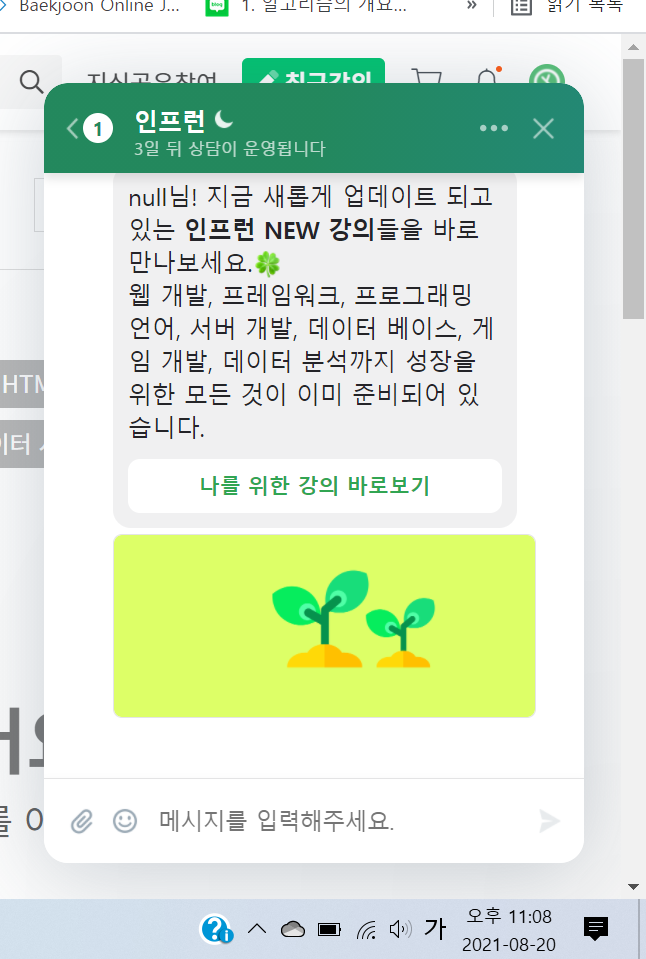 Baekjoon Online J...
1. 알고리즘의 개요...
»
읽기 목록
지식공유참여
최근강의
1
인프런
3일 뒤 상담이 운영됩니다
null님! 지금 새롭게 업데이트 되고
있는 인프런 NEW 강의들을 바로
만나보세요.🍀
웹 개발, 프레임워크, 프로그래밍
언어, 서버 개발, 데이터 베이스, 게
임 개발, 데이터 분석까지 성장을
위한 모든 것이 이미 준비되어 있
습니다.
나를 위한 강의 바로보기
HTM
이터
를
메시지를 입력해주세요.
가
오후 11:08
2021-08-20